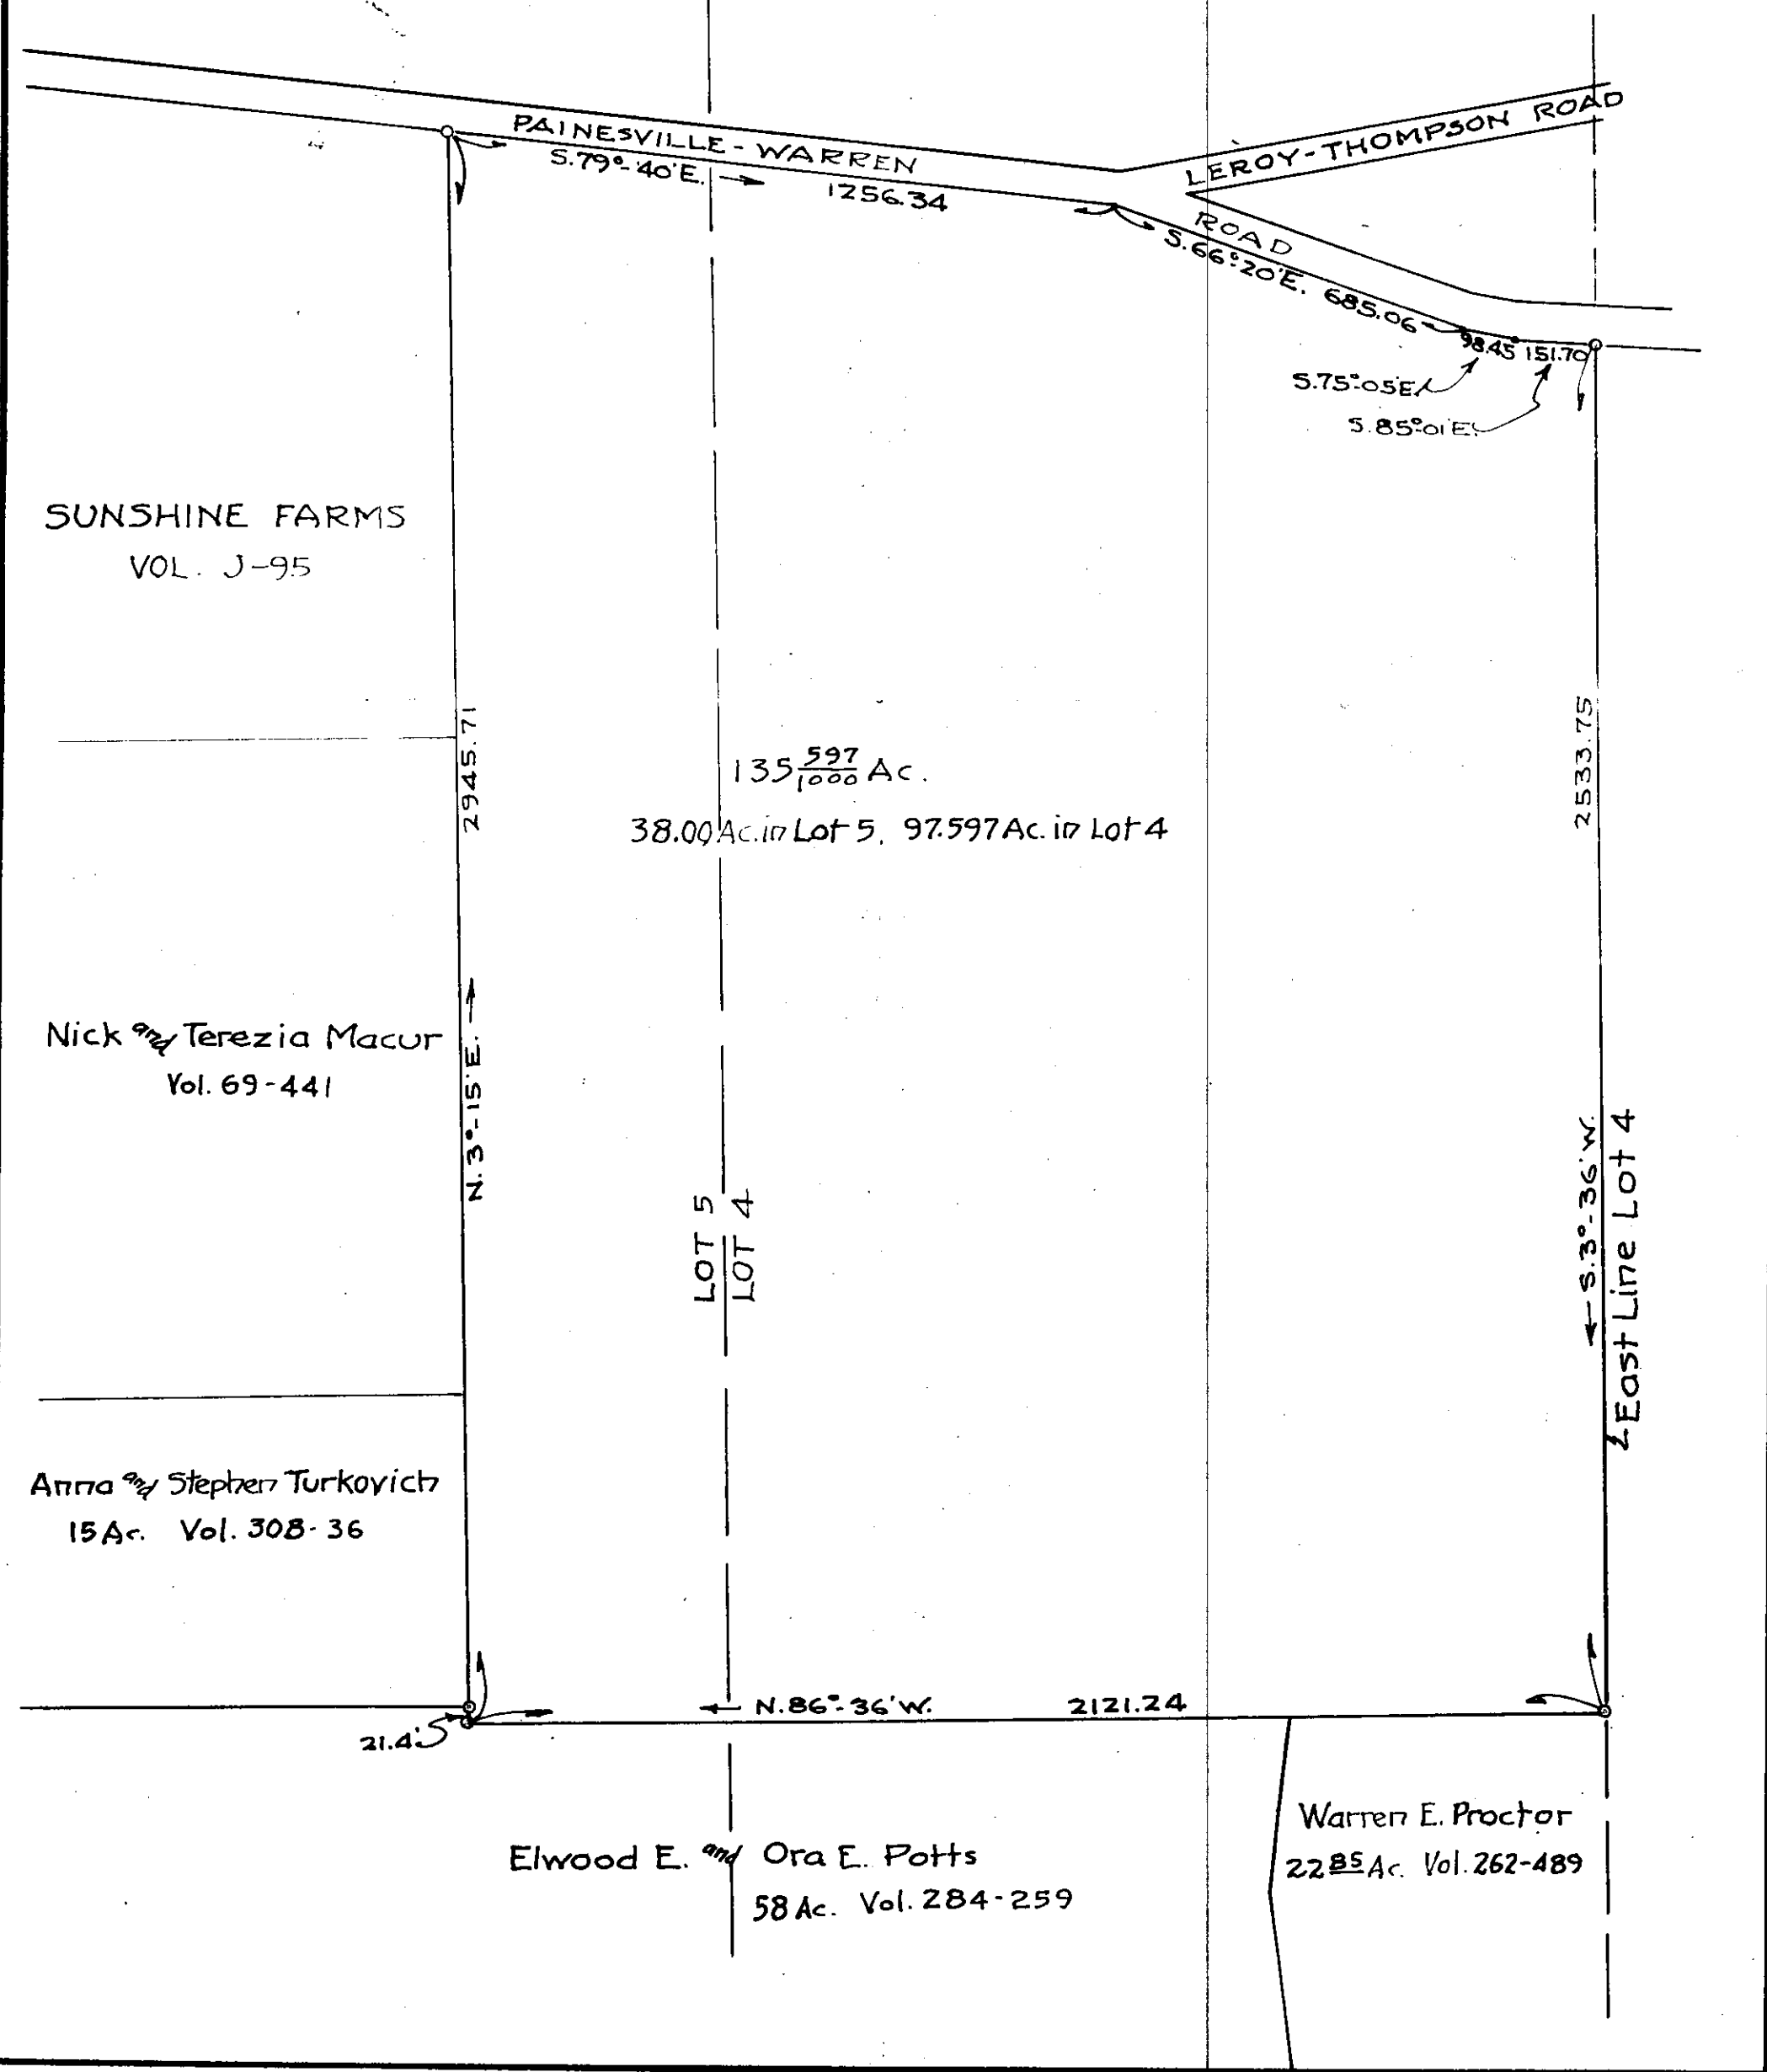 PAINESVILLE - WARREN
S.79°-40'E.
1256.34
LEROY-THOMPSON ROAD
ROAD
S.66°20'E. 685.06
98.45 151.70
S.75°-05'E.
S.85°-01'E.
SUNSHINE FARMS
VOL. J-95
2945.71
N.3°-15'E.
135 597/1000 Ac.
38.00 Ac. in Lot 5, 97.597 Ac. in Lot 4
2533.75
S.3°-36'W.
East Line Lot 4
Nick and Terezia Macur
Vol. 69-441
LOT 5
LOT 4
Anna and Stephen Turkovich
15 Ac. Vol. 308-36
21.4'
N.86°-36'W. 2121.24
Elwood E. and Ora E. Potts
58 Ac. Vol. 284-259
Warren E. Proctor
22 85 Ac. Vol. 262-489